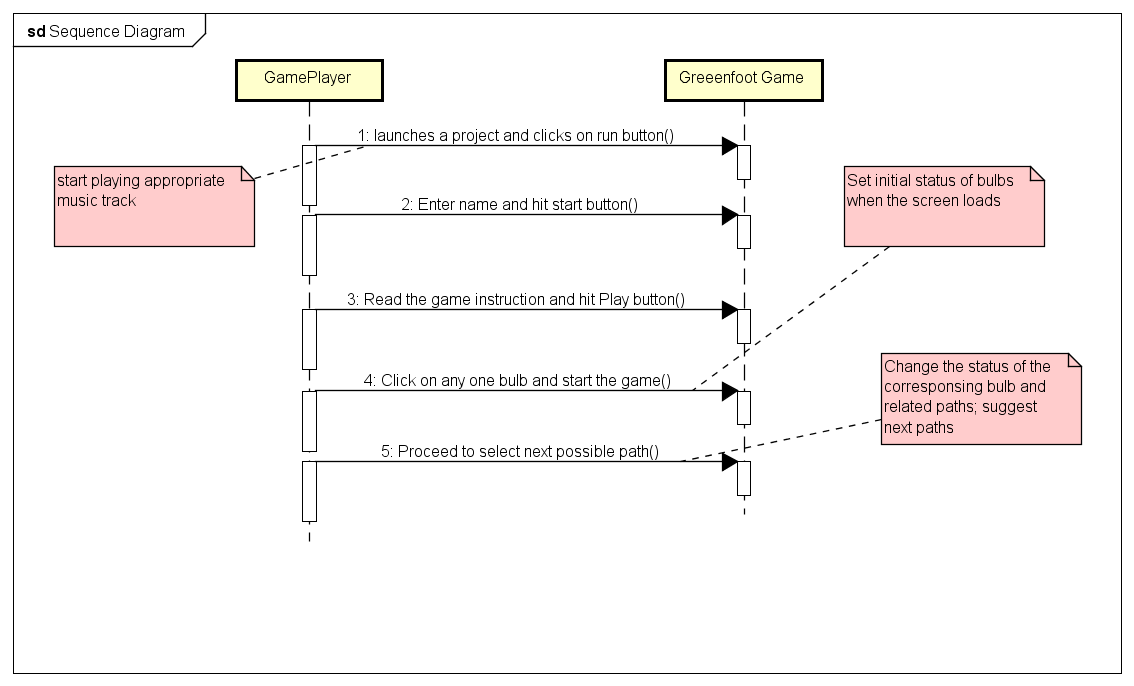 sd Sequence Diagram
GamePlayer
Greeenfoot Game
1: launches a project and clicks on run button()
start playing appropriate
music track
Set initial status of bulbs
when the screen loads
2: Enter name and hit start button()
3: Read the game instruction and hit Play button()
4: Click on any one bulb and start the game()
Change the status of the
corresponsing bulb and
related paths; suggest
next paths
5: Proceed to select next possible path()